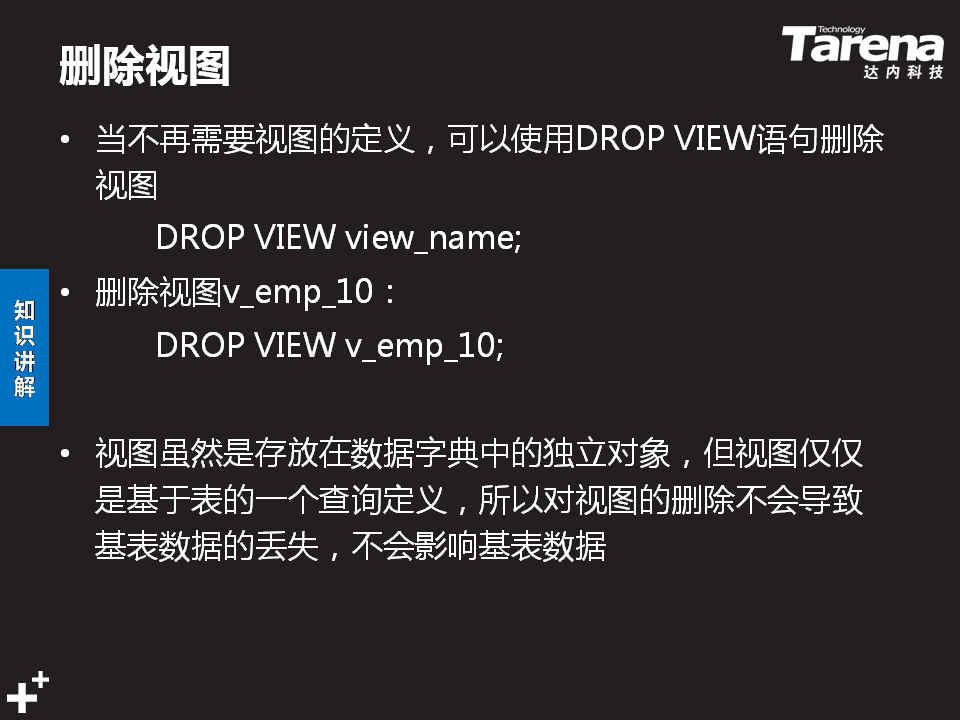 删除视图
Technology
Tarena
达内科技
• 当不再需要视图的定义，可以使用DROP VIEW语句删除
视图
DROP VIEW view_name;
• 删除视图v_emp_10：
DROP VIEW v_emp_10;
知识讲解
• 视图虽然是存放在数据字典中的独立对象，但视图仅仅
是基于表的一个查询定义，所以对视图的删除不会导致
基表数据的丢失，不会影响基表数据